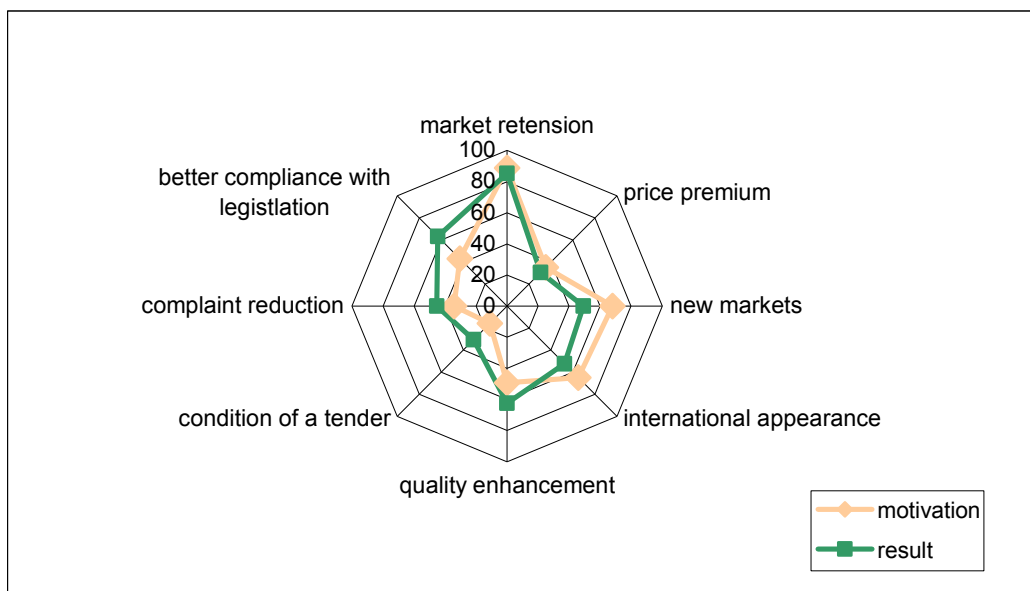 market retension
100
better compliance with
legistlation
80
price premium
60
40
20
complaint reduction
0
new markets
condition of a tender
international appearance
quality enhancement
motivation
result